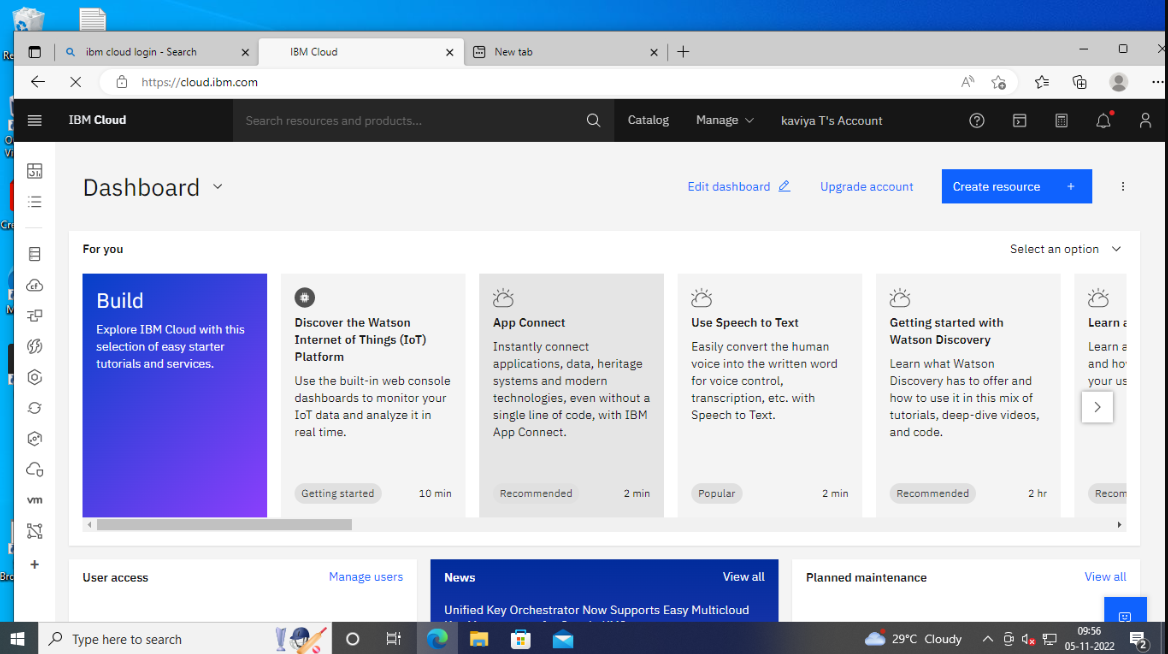 ibm cloud login - Search
IBM Cloud
New tab
https://cloud.ibm.com
IBM Cloud
Search resources and products...
Catalog
Manage
kaviya T's Account
Dashboard
Edit dashboard
Upgrade account
Create resource +
For you
Select an option
Build
Explore IBM Cloud with this
selection of easy starter
tutorials and services.
Discover the Watson
Internet of Things (IoT)
Platform
Use the built-in web console
dashboards to monitor your
IoT data and analyze it in
real time.
Getting started
10 min
App Connect
Instantly connect
applications, data, heritage
systems and modern
technologies, even without a
single line of code, with IBM
App Connect.
Recommended
2 min
Use Speech to Text
Easily convert the human
voice into the written word
for voice control,
transcription, etc. with
Speech to Text.
Popular
2 min
Getting started with
Watson Discovery
Learn what Watson
Discovery has to offer and
how to use it in this mix of
tutorials, deep-dive videos,
and code.
Recommended
2 hr
Learn a
Learn a
and ho
your us
Recom
vm
User access
Manage users
News
View all
Unified Key Orchestrator Now Supports Easy Multicloud
Planned maintenance
View all
Type here to search
29°C Cloudy
09:56
05-11-2022
2